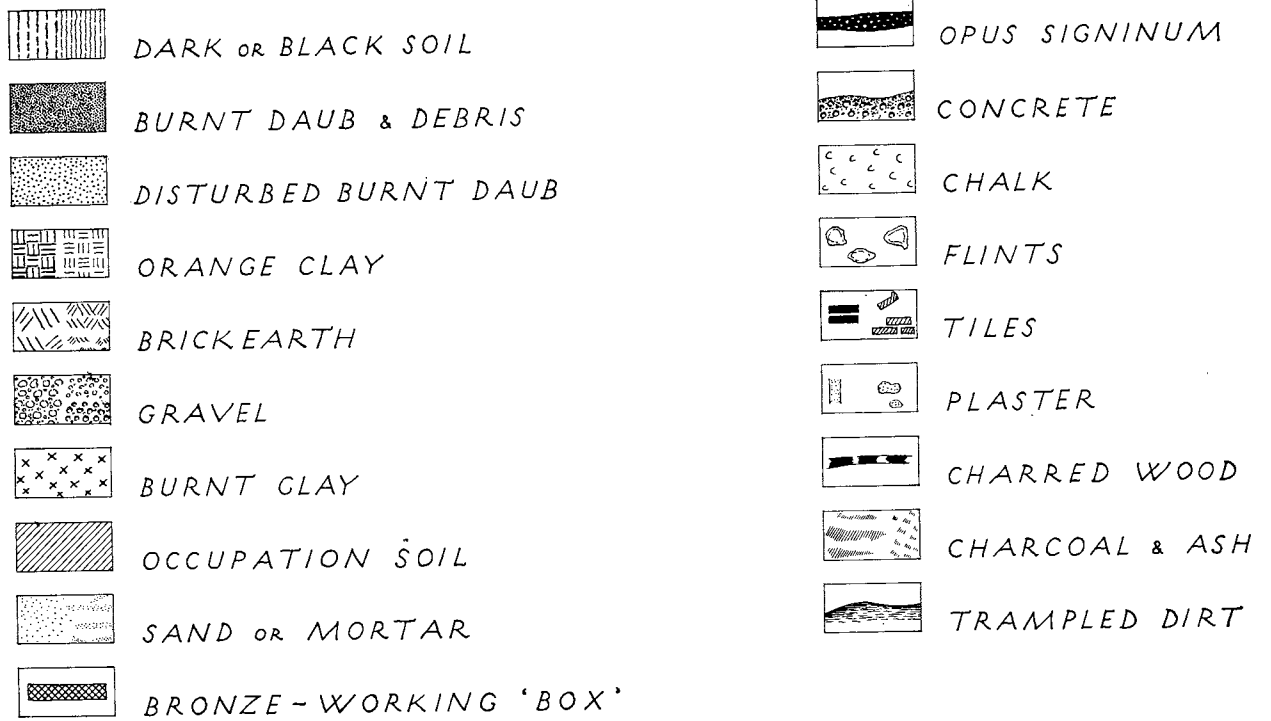 DARK OR BLACK SOIL
BURNT DAUB & DEBRIS
DISTURBED BURNT DAUB
ORANGE CLAY
BRICKEARTH
GRAVEL
BURNT CLAY
OCCUPATION SOIL
SAND OR MORTAR
BRONZE-WORKING 'BOX'
OPUS SIGNINUM
CONCRETE
CHALK
FLINTS
TILES
PLASTER
CHARRED WOOD
CHARCOAL & ASH
TRAMPLED DIRT